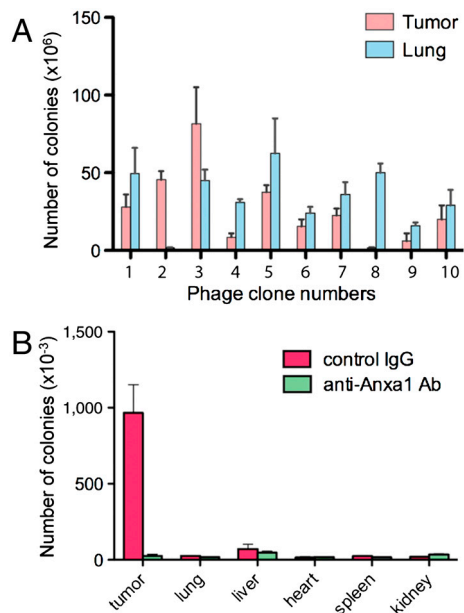 A
150
100
50
0
Number of colonies (x10⁶)
Tumor
Lung
1 2 3 4 5 6 7 8 9 10
Phage clone numbers
B
1,500
1,000
500
0
Number of colonies (x10⁻³)
control IgG
anti-Anxa1 Ab
tumor lung liver heart spleen kidney